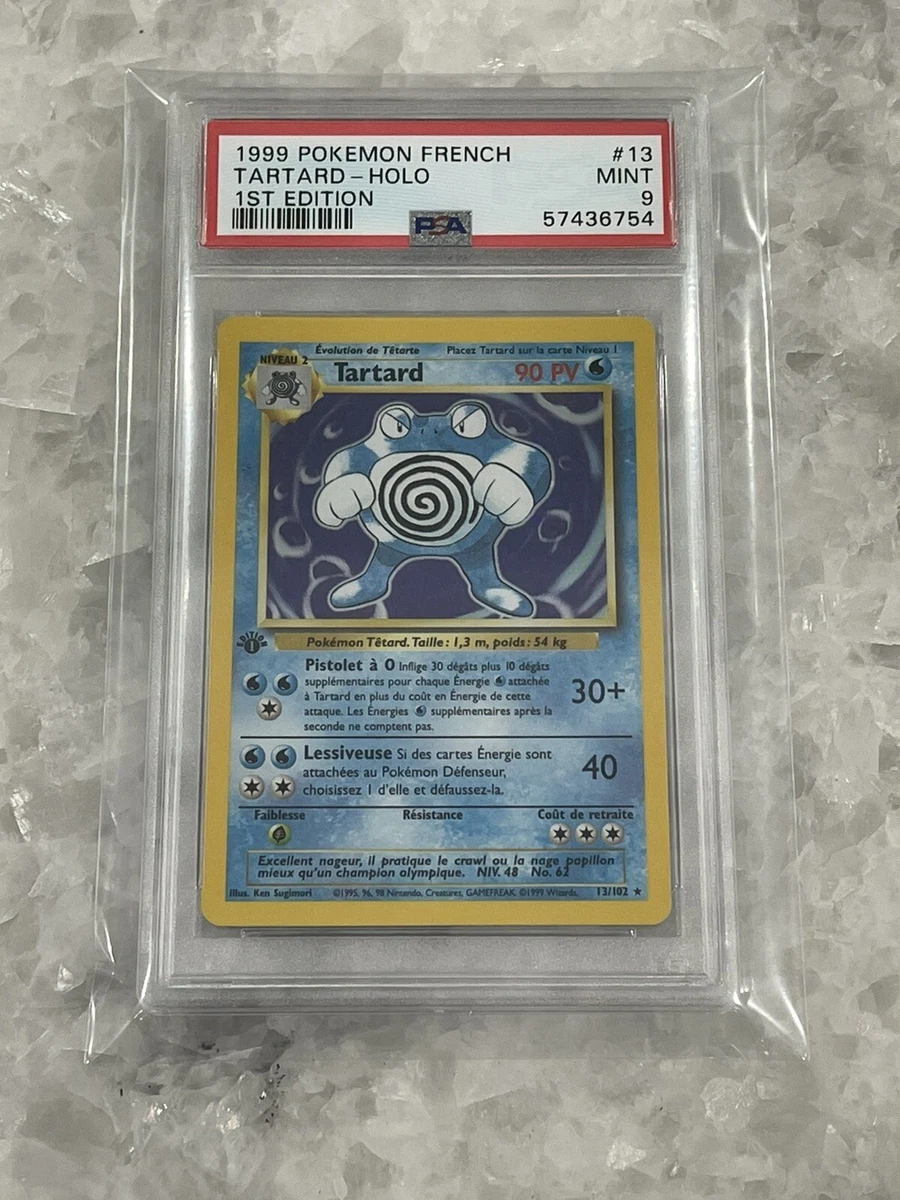 1999 POKEMON FRENCH #13
TARTARD - HOLO MINT
1ST EDITION 9
PSA 57436754
Évolution de Têtarte Placez Tartard sur la carte Niveau 1
NIVEAU 2
Tartard 90 PV
EDITION 1
Pokémon Têtard. Taille : 1,3 m, poids : 54 kg
Pistolet à O Inflige 30 dégâts plus 10 dégâts
supplémentaires pour chaque Énergie attachée
à Tartard en plus du coût en Énergie de cette
attaque. Les Énergies supplémentaires après la
seconde ne comptent pas.
30+
Lessiveuse Si des cartes Énergie sont
attachées au Pokémon Défenseur,
choisissez 1 d'elle et défaussez-la.
40
Faiblesse Résistance Coût de retraite
Excellent nageur, il pratique le crawl ou la nage papillon
mieux qu'un champion olympique. NIV. 48 No. 62
Illus. Ken Sugimori ©1995, 96, 98 Nintendo, Creatures, GAMEFREAK. ©1999 Wizards. 13/102 ★